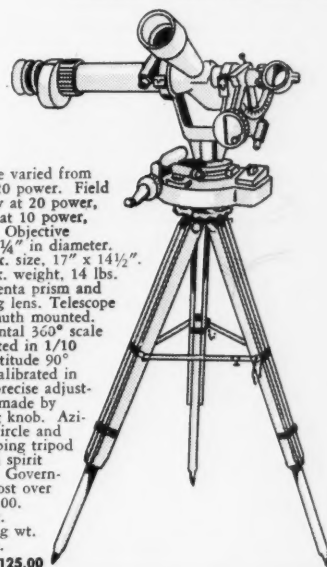 e varied from
20 power. Field
y at 20 power,
at 10 power,
Objective
¼" in diameter.
x. size, 17" x 14½".
x. weight, 14 lbs.
enta prism and
g lens. Telescope
uth mounted.
ntal 360° scale
ted in 1/10
titude 90°
alibrated in
precise adjust-
made by
g knob. Azi-
ircle and
ping tripod
spirit
Govern-
ost over
00.
g wt.
125.00